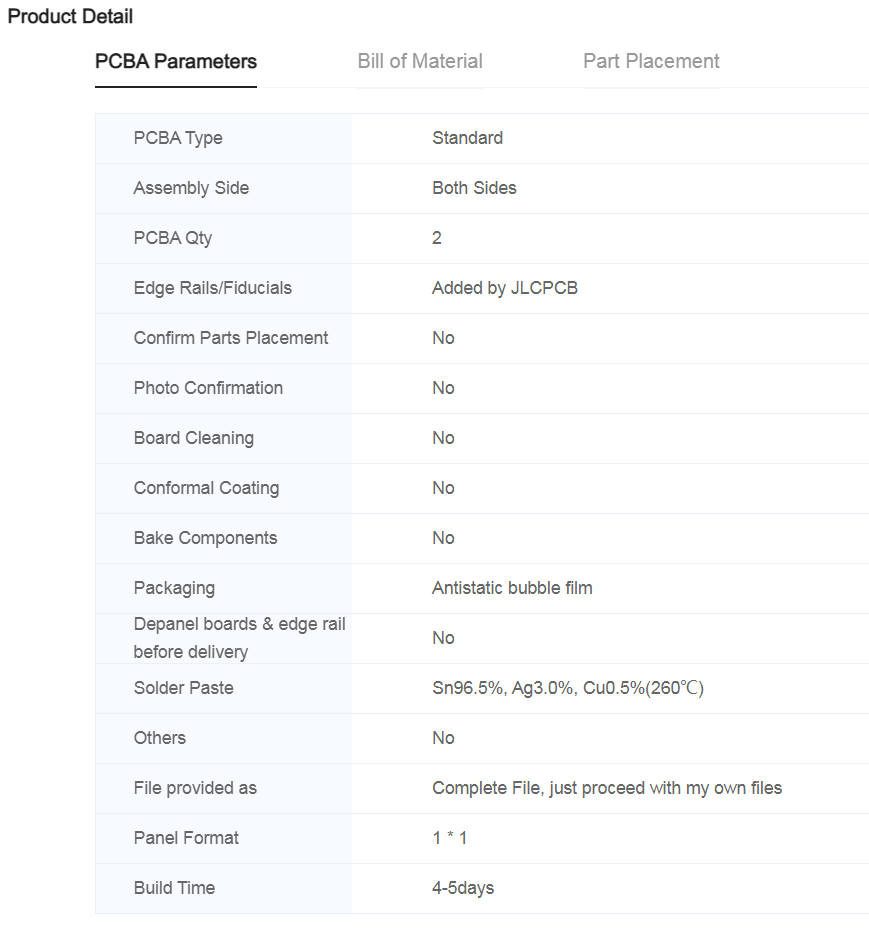 Product Detail
PCBA Parameters Bill of Material Part Placement
PCBA Type Standard
Assembly Side Both Sides
PCBA Qty 2
Edge Rails/Fiducials Added by JLCPCB
Confirm Parts Placement No
Photo Confirmation No
Board Cleaning No
Conformal Coating No
Bake Components No
Packaging Antistatic bubble film
Depanel boards & edge rail
before delivery No
Solder Paste Sn96.5%, Ag3.0%, Cu0.5%(260℃)
Others No
File provided as Complete File, just proceed with my own files
Panel Format 1 * 1
Build Time 4-5days